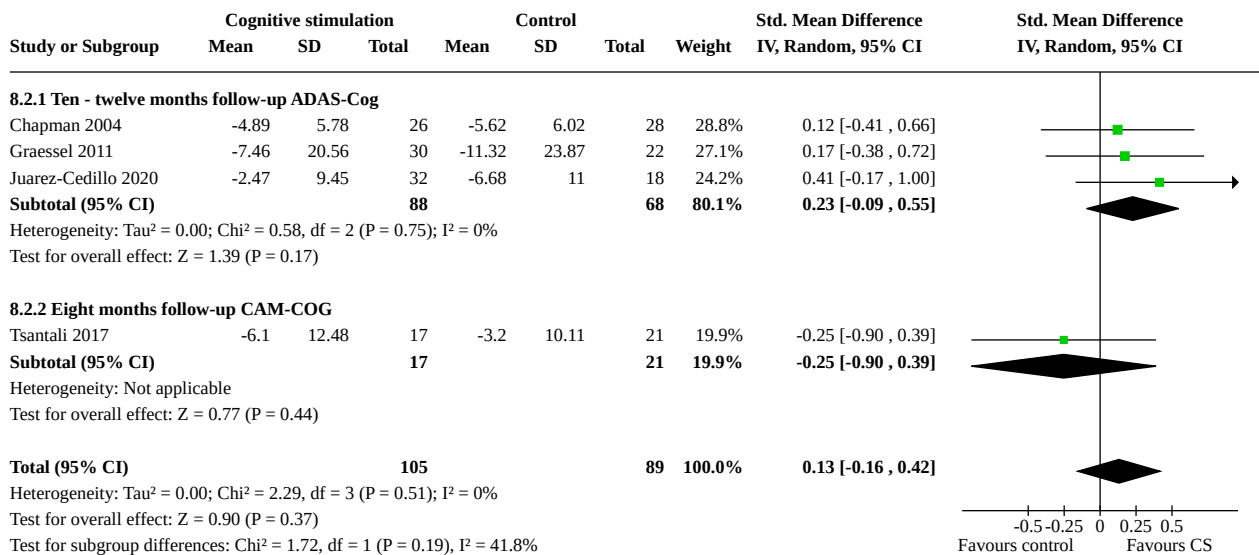 Cognitive stimulation Control Std. Mean Difference Std. Mean Difference
Study or Subgroup Mean SD Total Mean SD Total Weight IV, Random, 95% CI IV, Random, 95% CI
8.2.1 Ten - twelve months follow-up ADAS-Cog
Chapman 2004 -4.89 5.78 26 -5.62 6.02 28 28.8% 0.12 [-0.41 , 0.66]
Graessel 2011 -7.46 20.56 30 -11.32 23.87 22 27.1% 0.17 [-0.38 , 0.72]
Juarez-Cedillo 2020 -2.47 9.45 32 -6.68 11 18 24.2% 0.41 [-0.17 , 1.00]
Subtotal (95% CI) 88 68 80.1% 0.23 [-0.09 , 0.55]
Heterogeneity: Tau² = 0.00; Chi² = 0.58, df = 2 (P = 0.75); I² = 0%
Test for overall effect: Z = 1.39 (P = 0.17)
8.2.2 Eight months follow-up CAM-COG
Tsantali 2017 -6.1 12.48 17 -3.2 10.11 21 19.9% -0.25 [-0.90 , 0.39]
Subtotal (95% CI) 17 21 19.9% -0.25 [-0.90 , 0.39]
Heterogeneity: Not applicable
Test for overall effect: Z = 0.77 (P = 0.44)
Total (95% CI) 105 89 100.0% 0.13 [-0.16 , 0.42]
Heterogeneity: Tau² = 0.00; Chi² = 2.29, df = 3 (P = 0.51); I² = 0%
Test for overall effect: Z = 0.90 (P = 0.37)
-0.5 -0.25 0 0.25 0.5
Test for subgroup differences: Chi² = 1.72, df = 1 (P = 0.19), I² = 41.8% Favours control Favours CS